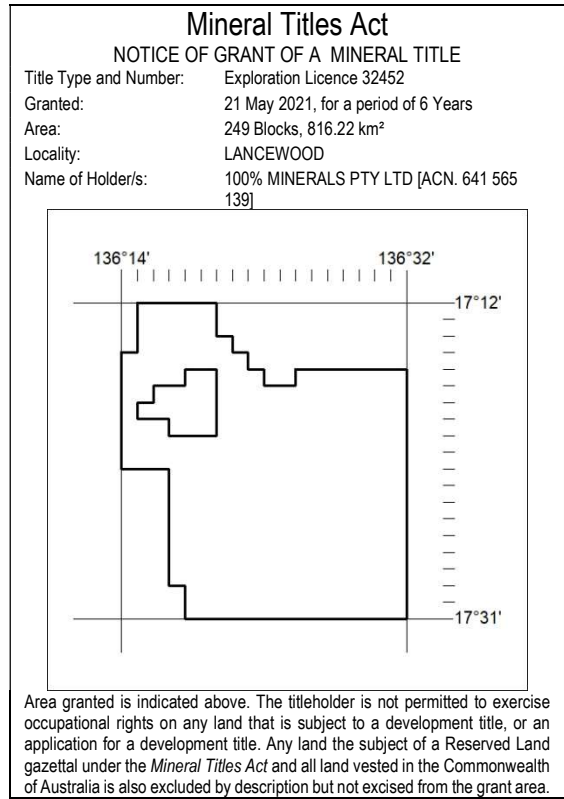 Mineral Titles Act
NOTICE OF GRANT OF A MINERAL TITLE
Title Type and Number: Exploration Licence 32452
Granted: 21 May 2021, for a period of 6 Years
Area: 249 Blocks, 816.22 km²
Locality: LANCEWOOD
Name of Holder/s: 100% MINERALS PTY LTD [ACN. 641 565
139]
136°14' 136°32'
17°12'
17°31'
Area granted is indicated above. The titleholder is not permitted to exercise
occupational rights on any land that is subject to a development title, or an
application for a development title. Any land the subject of a Reserved Land
gazettal under the Mineral Titles Act and all land vested in the Commonwealth
of Australia is also excluded by description but not excised from the grant area.